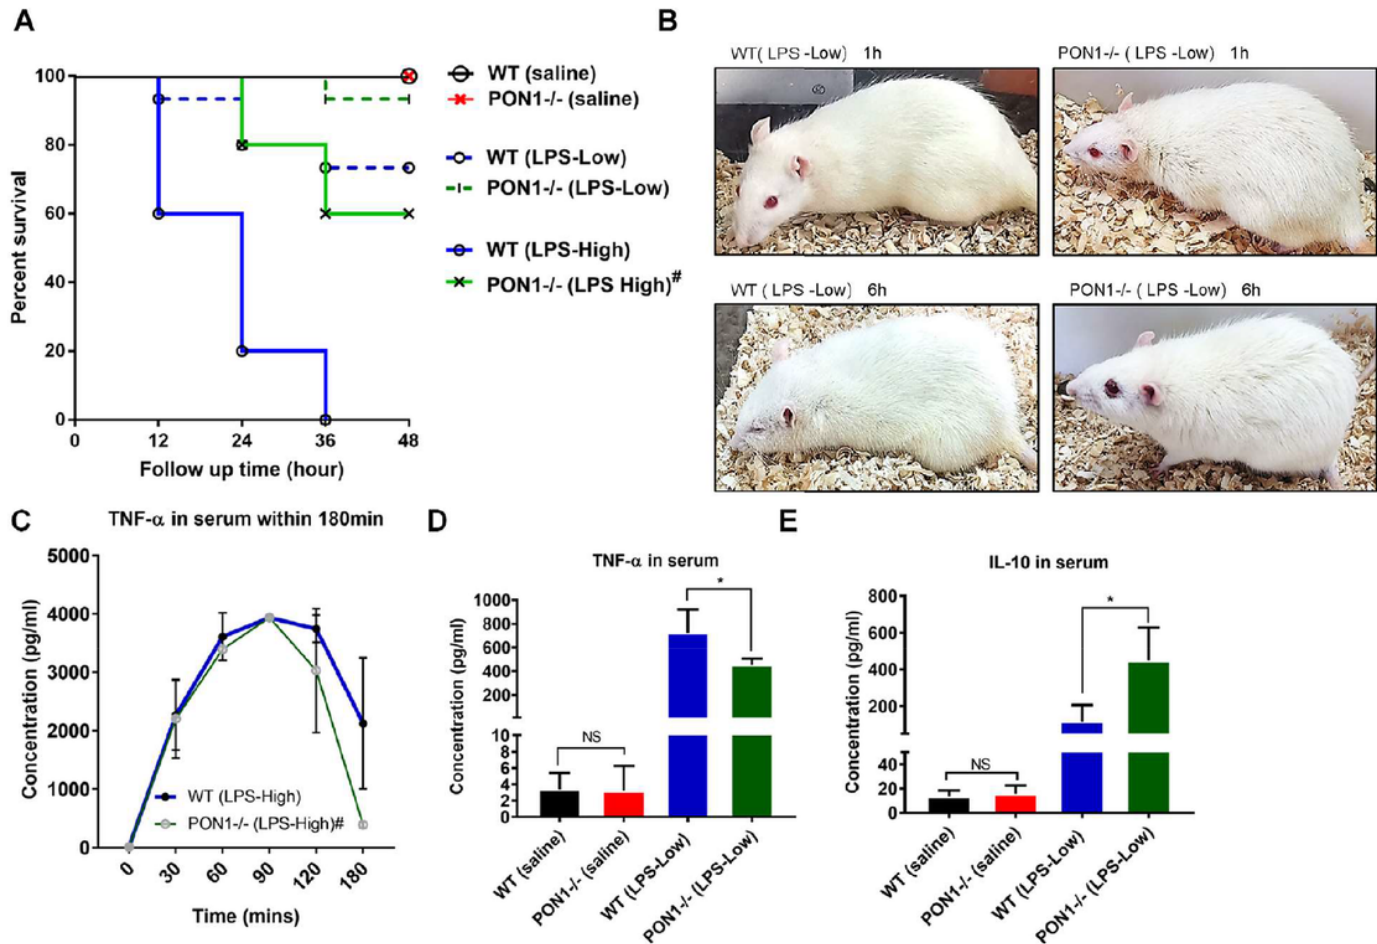 A
100
80
60
40
20
0
Percent survival
0 12 24 36 48
Follow up time (hour)
WT (saline)
PON1-/- (saline)
WT (LPS-Low)
PON1-/- (LPS-Low)
WT (LPS-High)
PON1-/- (LPS High)#
B
WT( LPS -Low) 1h
PON1-/- ( LPS -Low) 1h
WT ( LPS -Low) 6h
PON1-/- ( LPS -Low) 6h
C
TNF-α in serum within 180min
5000
4000
3000
2000
1000
0
Concentration (pg/ml)
WT (LPS-High)
PON1-/- (LPS-High)#
0 30 60 90 120 180
Time (mins)
D
TNF-α in serum
*
1000
800
600
400
200
10
8
6
4
2
0
Concentration (pg/ml)
NS
WT (saline)
PON1-/- (saline)
WT (LPS-Low)
PON1-/- (LPS-Low)
E
IL-10 in serum
*
800
600
400
200
40
20
0
Concentration (pg/ml)
NS
WT (saline)
PON1-/- (saline)
WT (LPS-Low)
PON1-/- (LPS-Low)